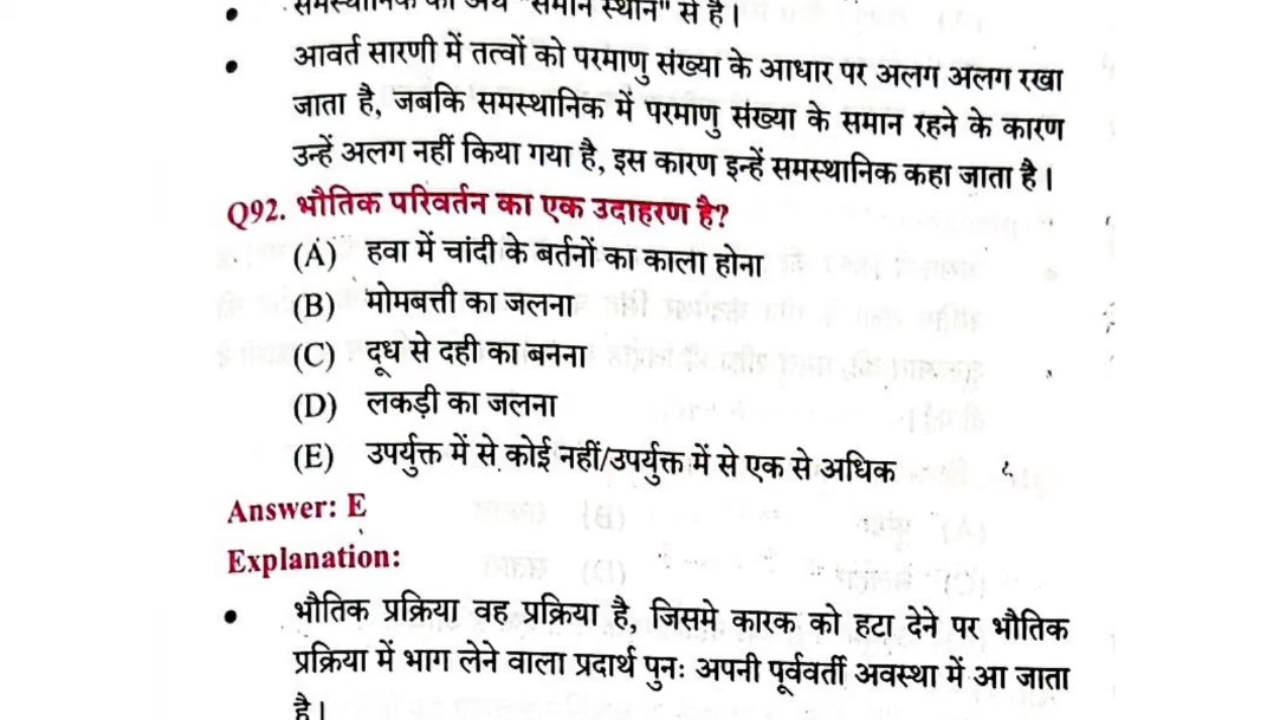 समस्थानिक का अर्थ "समान स्थान" से है।
• आवर्त सारणी में तत्वों को परमाणु संख्या के आधार पर अलग अलग रखा
जाता है, जबकि समस्थानिक में परमाणु संख्या के समान रहने के कारण
उन्हें अलग नहीं किया गया है, इस कारण इन्हें समस्थानिक कहा जाता है।
Q92. भौतिक परिवर्तन का एक उदाहरण है?
(A) हवा में चांदी के बर्तनों का काला होना
(B) मोमबत्ती का जलना
(C) दूध से दही का बनना
(D) लकड़ी का जलना
(E) उपर्युक्त में से कोई नहीं/उपर्युक्त में से एक से अधिक
Answer: E
Explanation:
• भौतिक प्रक्रिया वह प्रक्रिया है, जिसमे कारक को हटा देने पर भौतिक
प्रक्रिया में भाग लेने वाला प्रदार्थ पुनः अपनी पूर्ववर्ती अवस्था में आ जाता
है।